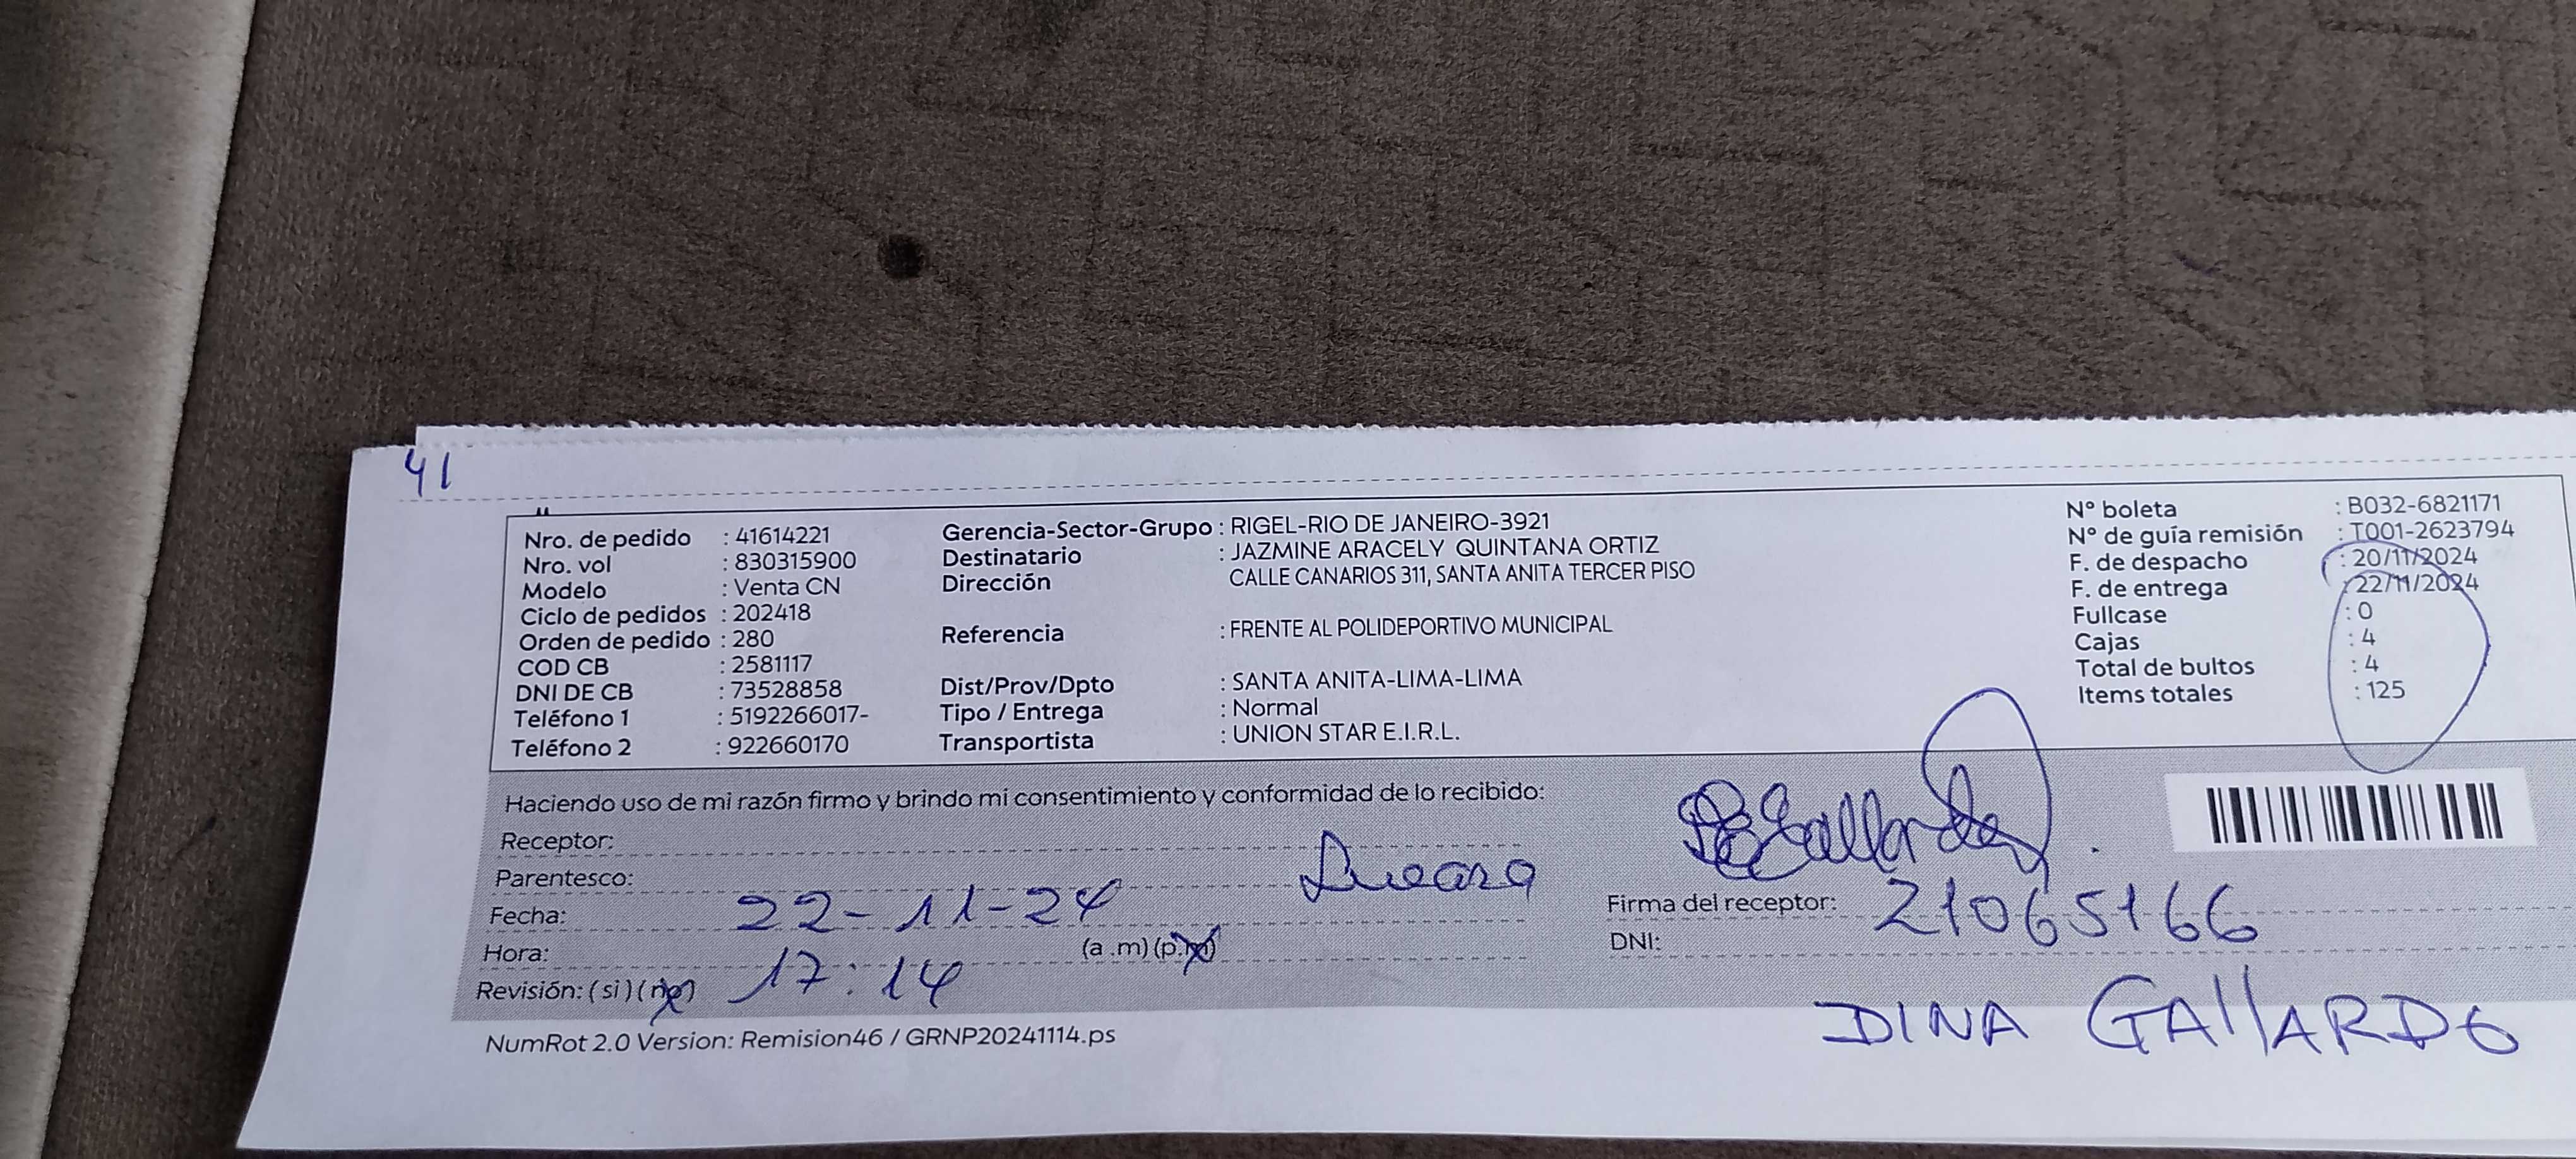 41
Nro. de pedido : 41614221
Nro. vol : 830315900
Modelo : Venta CN
Ciclo de pedidos : 202418
Orden de pedido : 280
COD CB : 2581117
DNI DE CB : 73528858
Teléfono 1 : 5192266017-
Teléfono 2 : 922660170
Gerencia-Sector-Grupo : RIGEL-RIO DE JANEIRO-3921
Destinatario : JAZMINE ARACELY QUINTANA ORTIZ
Dirección CALLE CANARIOS 311, SANTA ANITA TERCER PISO
Referencia : FRENTE AL POLIDEPORTIVO MUNICIPAL
Dist/Prov/Dpto : SANTA ANITA-LIMA-LIMA
Tipo / Entrega : Normal
Transportista : UNION STAR E.I.R.L.
N° boleta : B032-6821171
N° de guía remisión : T001-2623794
F. de despacho : 20/11/2024
F. de entrega : 22/11/2024
Fullcase : 0
Cajas : 4
Total de bultos : 4
Items totales : 125
Haciendo uso de mi razón firmo y brindo mi consentimiento y conformidad de lo recibido:
Receptor:
Parentesco:
Fecha: 22-11-24
Hora: 17:14 (a .m) (p.m)
Revisión: (si) (no)
Firma del receptor:
DNI: 21065166
DINA GALLARDO
NumRot 2.0 Version: Remision46 / GRNP20241114.ps